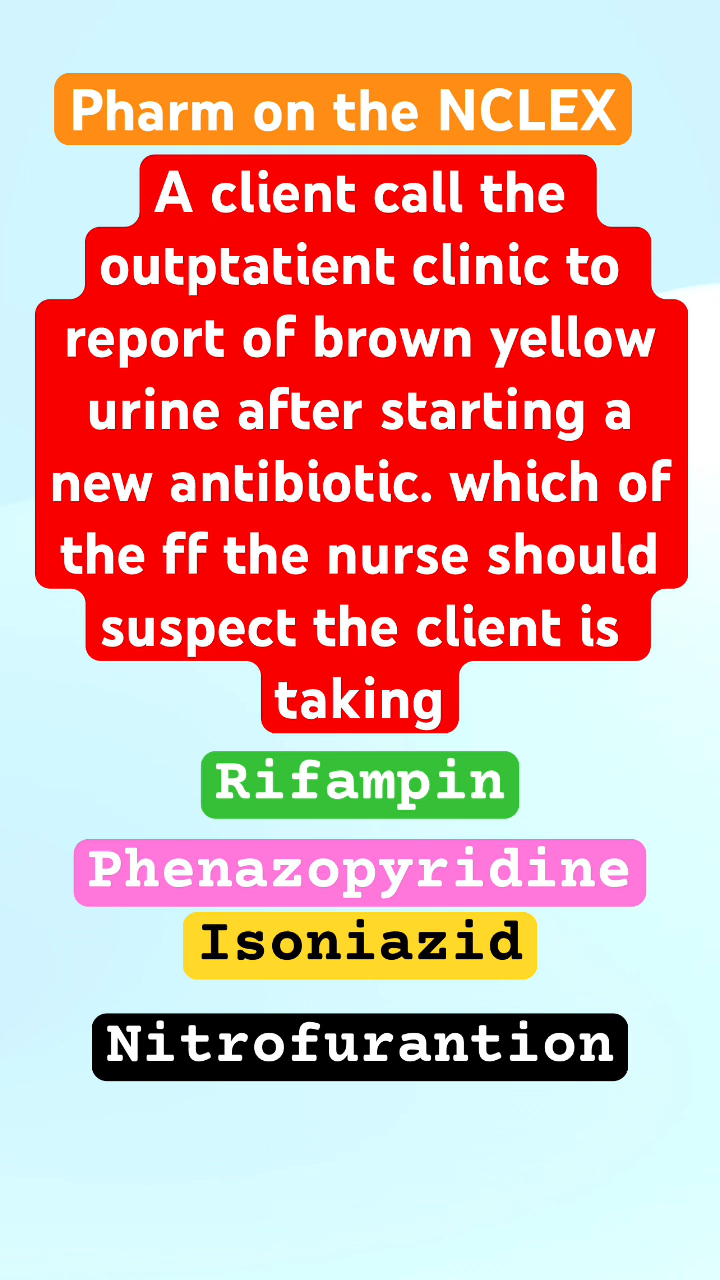 Pharm on the NCLEX
A client call the
outptatient clinic to
report of brown yellow
urine after starting a
new antibiotic. which of
the ff the nurse should
suspect the client is
taking
Rifampin
Phenazopyridine
Isoniazid
Nitrofurantion